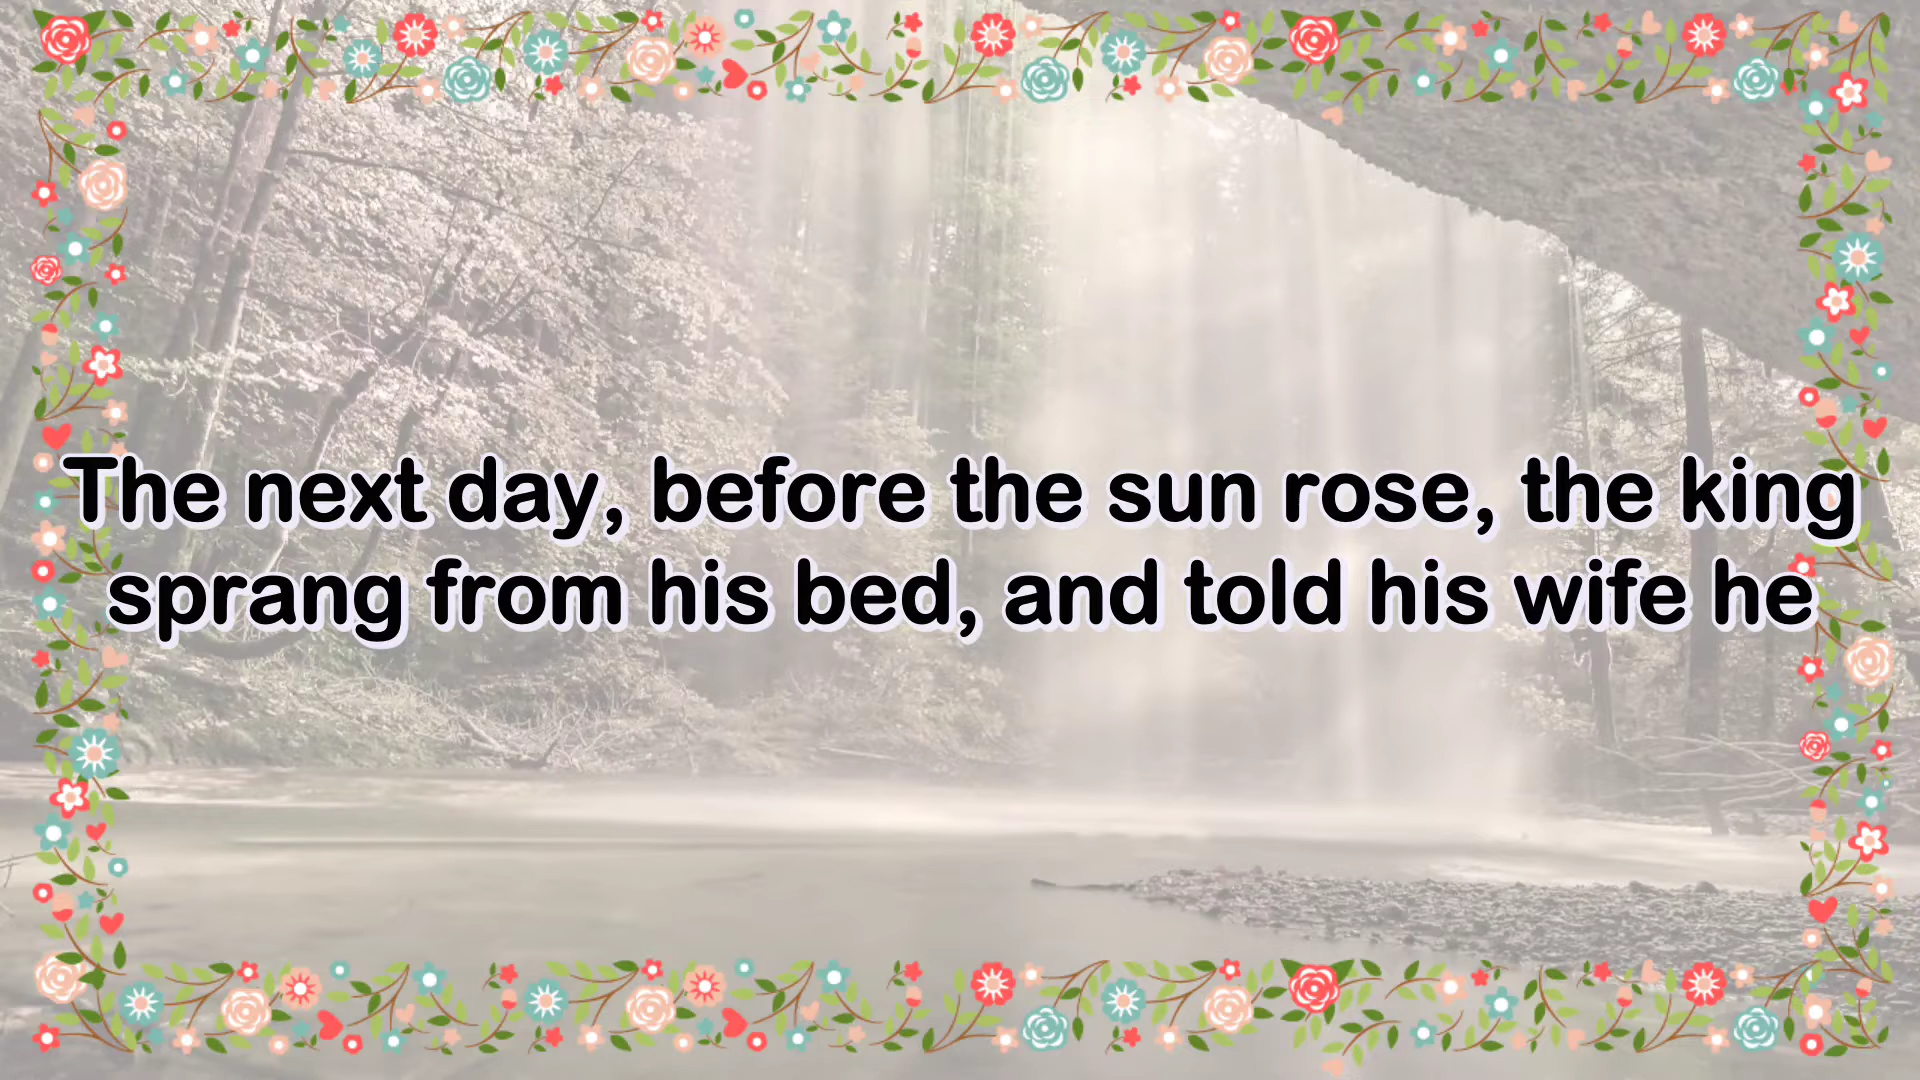 The next day, before the sun rose, the king
sprang from his bed, and told his wife he